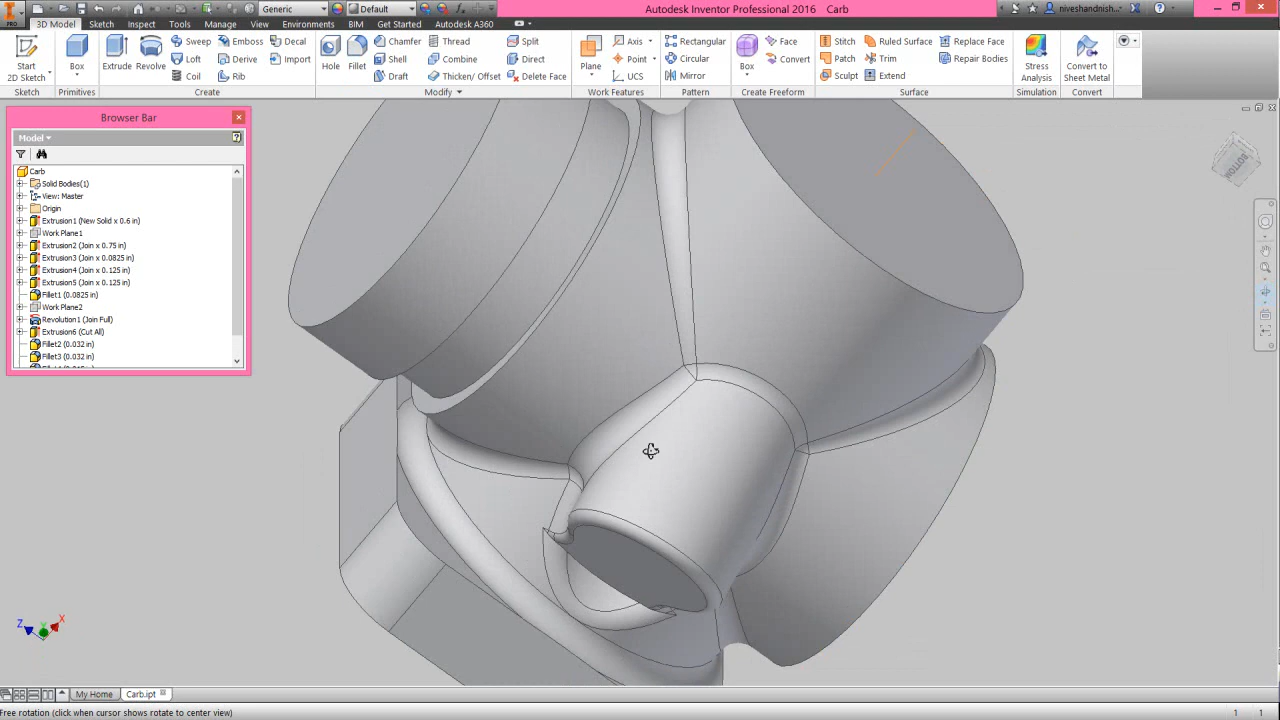 Generic
Default
Autodesk Inventor Professional 2016 Carb
niveshandnish...
PRO
3D Model Sketch Inspect Tools Manage View Environments BIM Get Started Autodesk A360
Start
2D Sketch
Sketch
Box
Primitives
Extrude
Revolve
Sweep
Emboss
Decal
Loft
Derive
Import
Coil
Rib
Create
Hole
Fillet
Chamfer
Thread
Split
Shell
Combine
Direct
Draft
Thicken/ Offset
Delete Face
Modify
Plane
Axis
Point
UCS
Work Features
Rectangular
Circular
Mirror
Pattern
Box
Face
Convert
Create Freeform
Stitch
Ruled Surface
Replace Face
Patch
Trim
Repair Bodies
Sculpt
Extend
Surface
Stress
Analysis
Simulation
Convert to
Sheet Metal
Convert
Browser Bar
Model
Carb
Solid Bodies(1)
View: Master
Origin
Extrusion1 (New Solid x 0.6 in)
Work Plane1
Extrusion2 (Join x 0.75 in)
Extrusion3 (Join x 0.0825 in)
Extrusion4 (Join x 0.125 in)
Extrusion5 (Join x 0.125 in)
Fillet1 (0.0825 in)
Work Plane2
Revolution1 (Join Full)
Extrusion6 (Cut All)
Fillet2 (0.032 in)
Fillet3 (0.032 in)
BOTTOM
Z
Y
X
My Home
Carb.ipt
Free rotation (click when cursor shows rotate to center view)
1 1